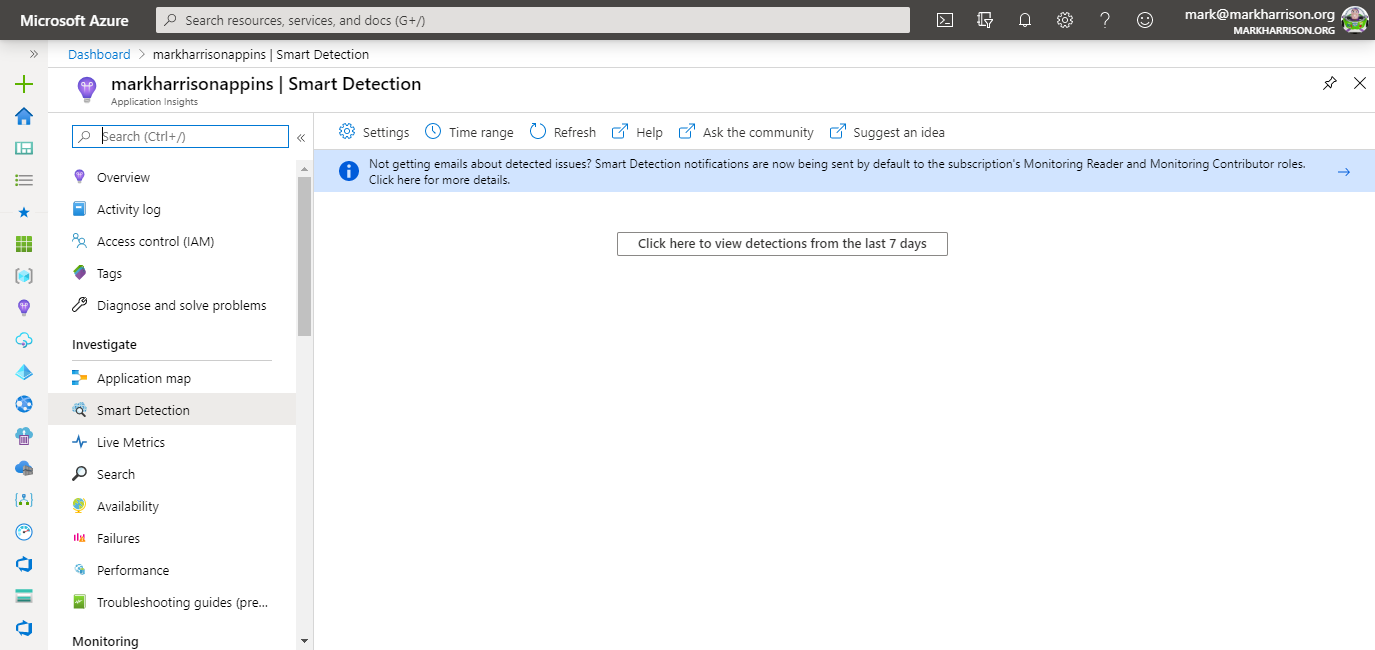 Microsoft Azure
Search resources, services, and docs (G+/)
mark@markharrison.org
MARKHARRISON.ORG
Dashboard > markharrisonappins | Smart Detection
markharrisonappins | Smart Detection
Application Insights
Search (Ctrl+/)
Overview
Activity log
Access control (IAM)
Tags
Diagnose and solve problems
Investigate
Application map
Smart Detection
Live Metrics
Search
Availability
Failures
Performance
Troubleshooting guides (pre...
Monitoring
Settings Time range Refresh Help Ask the community Suggest an idea
Not getting emails about detected issues? Smart Detection notifications are now being sent by default to the subscription's Monitoring Reader and Monitoring Contributor roles.
Click here for more details.
Click here to view detections from the last 7 days